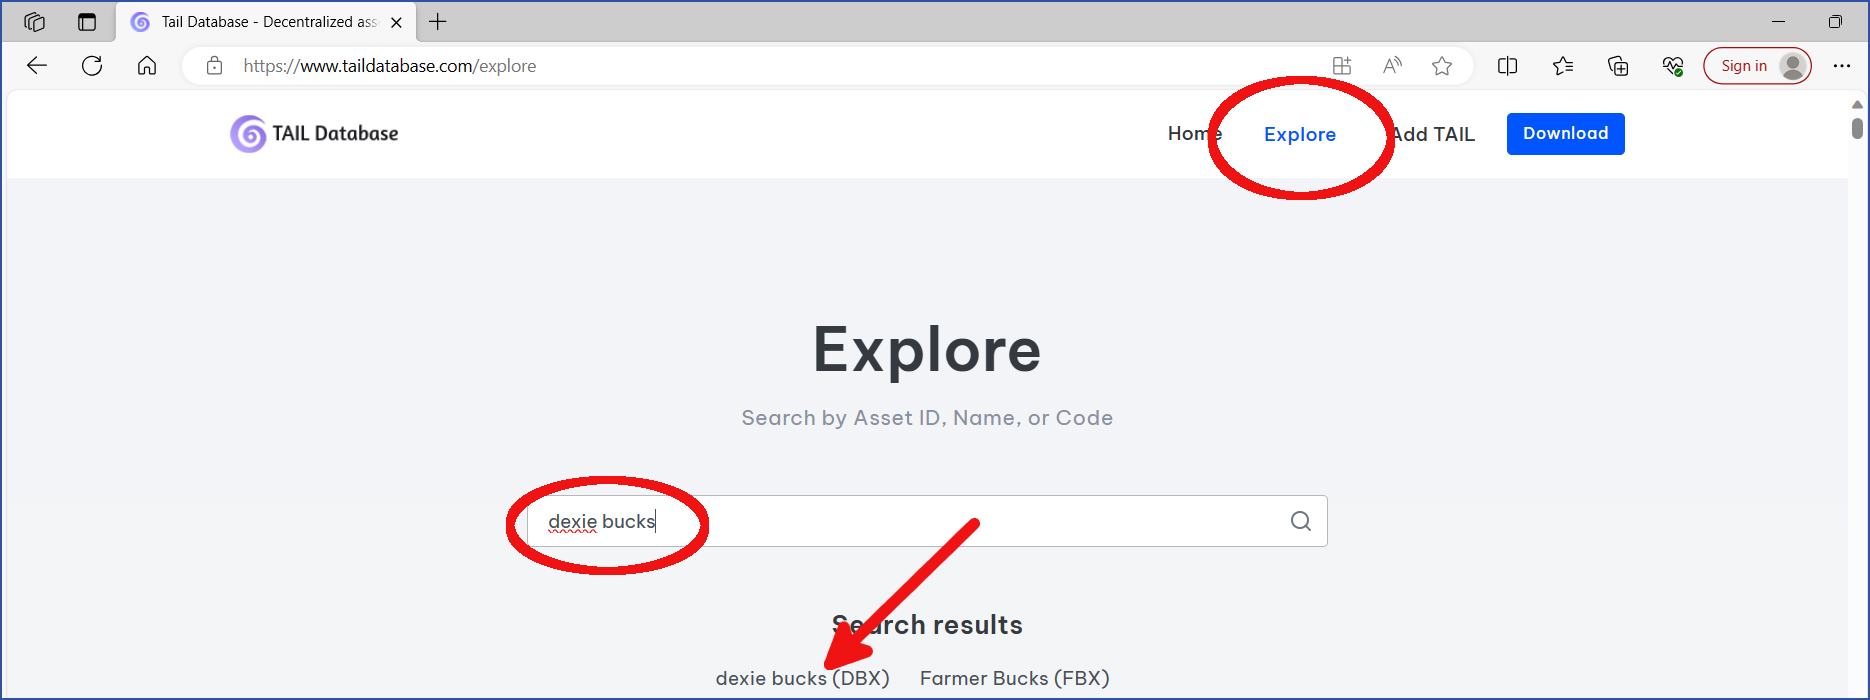 Tail Database - Decentralized ass
https://www.taildatabase.com/explore
Sign in
TAIL Database
Home Explore Add TAIL Download
Explore
Search by Asset ID, Name, or Code
dexie bucks
Search results
dexie bucks (DBX) Farmer Bucks (FBX)